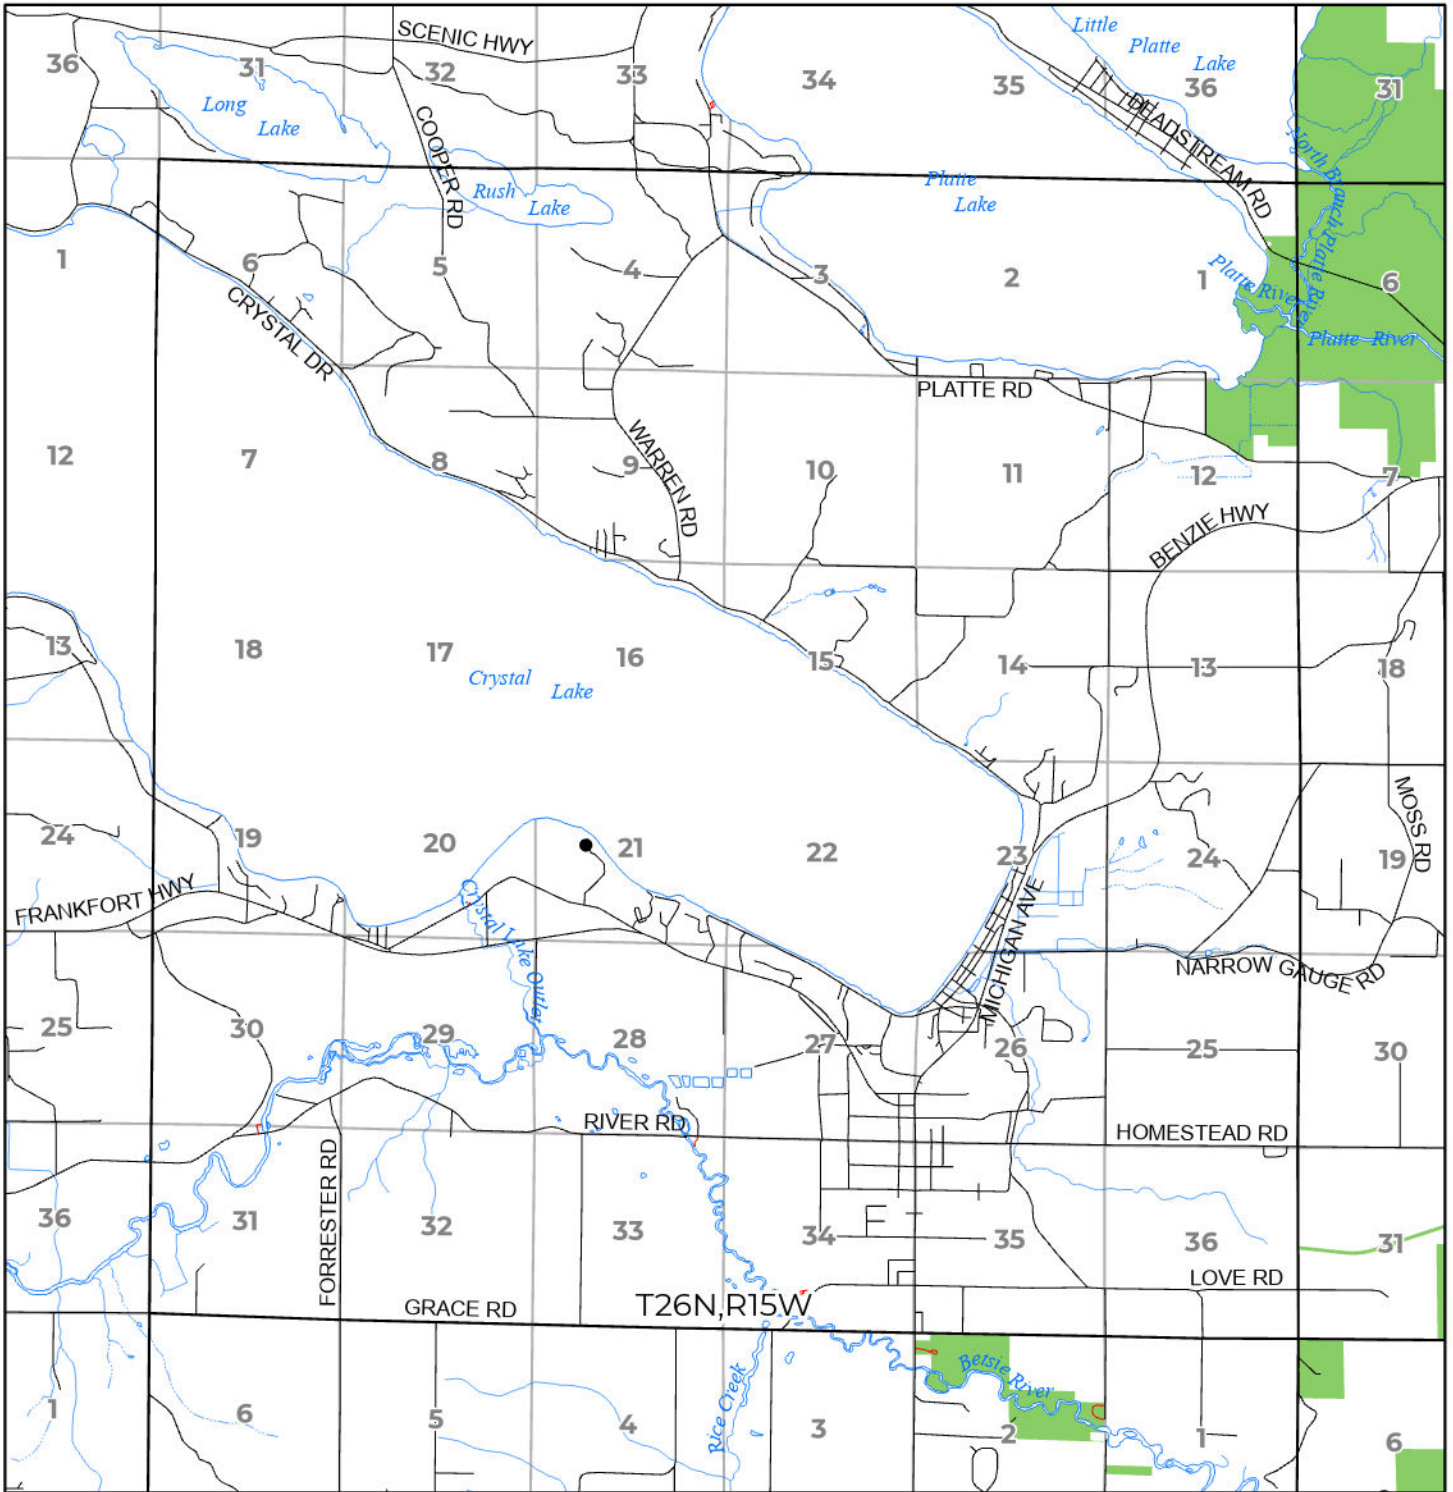 SCENIC HWY
Little
Platte
Lake
36
31
32
33
34
35
36
31
Long
Lake
COOPER RD
DEADSTREAM RD
North Branch Platte River
Rush
Lake
Platte
Lake
1
6
5
4
3
2
1
6
Platte River
Platte River
CRYSTAL DR
PLATTE RD
12
7
8
9
10
11
12
7
WARREN RD
BENZIE HWY
13
18
17
16
15
14
13
18
Crystal
Lake
24
19
20
21
22
23
24
19
MOSS RD
FRANKFORT HWY
Crystal Lake Outlet
MICHIGAN AVE
NARROW GAUGE RD
25
30
29
28
27
26
25
30
RIVER RD
HOMESTEAD RD
FORRESTER RD
36
31
32
33
34
35
36
31
LOVE RD
GRACE RD
T26N,R15W
Rice Creek
Betsie River
1
6
5
4
3
2
1
6